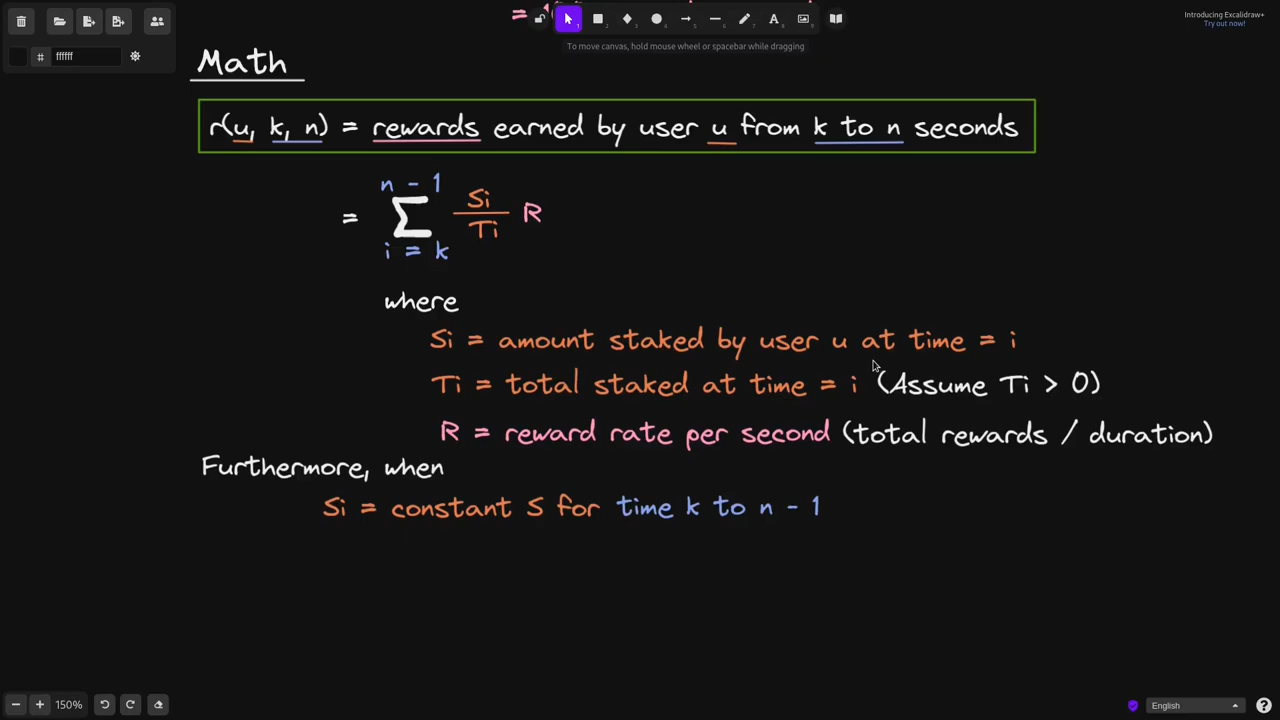 Introducing Excalidraw+
Try out now!
To move canvas, hold mouse wheel or spacebar while dragging
# ffffff
Math
r(u, k, n) = rewards earned by user u from k to n seconds
n - 1
= Σ Si / Ti R
i = k
where
Si = amount staked by user u at time = i
Ti = total staked at time = i (Assume Ti > 0)
R = reward rate per second (total rewards / duration)
Furthermore, when
Si = constant S for time k to n - 1
150%
English